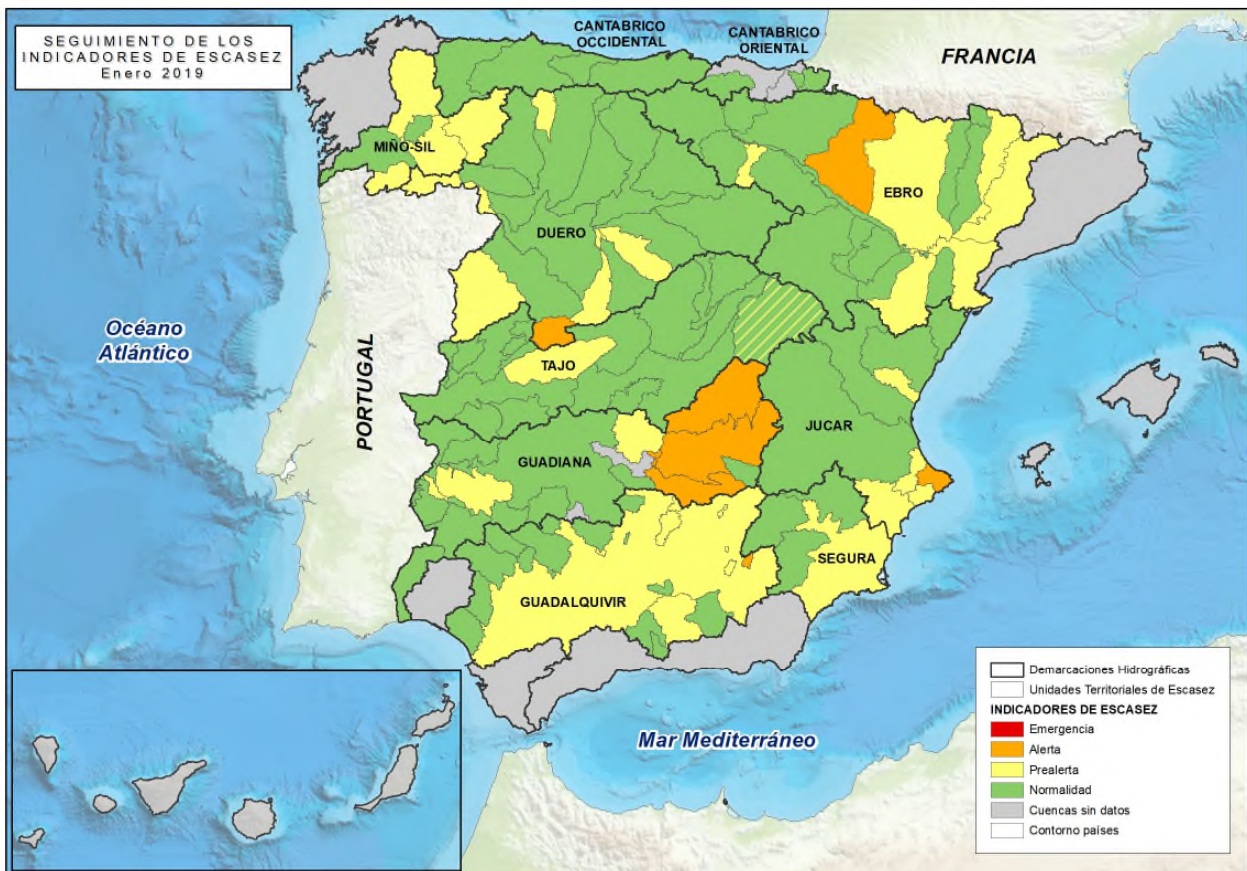 SEGUIMIENTO DE LOS
INDICADORES DE ESCASEZ
Enero 2019
CANTABRICO
OCCIDENTAL
CANTABRICO
ORIENTAL
FRANCIA
MIÑO-SIL
EBRO
DUERO
Océano
Atlántico
PORTUGAL
TAJO
JUCAR
GUADIANA
SEGURA
GUADALQUIVIR
Mar Mediterráneo
Demarcaciones Hidrográficas
Unidades Territoriales de Escasez
INDICADORES DE ESCASEZ
Emergencia
Alerta
Prealerta
Normalidad
Cuencas sin datos
Contorno países